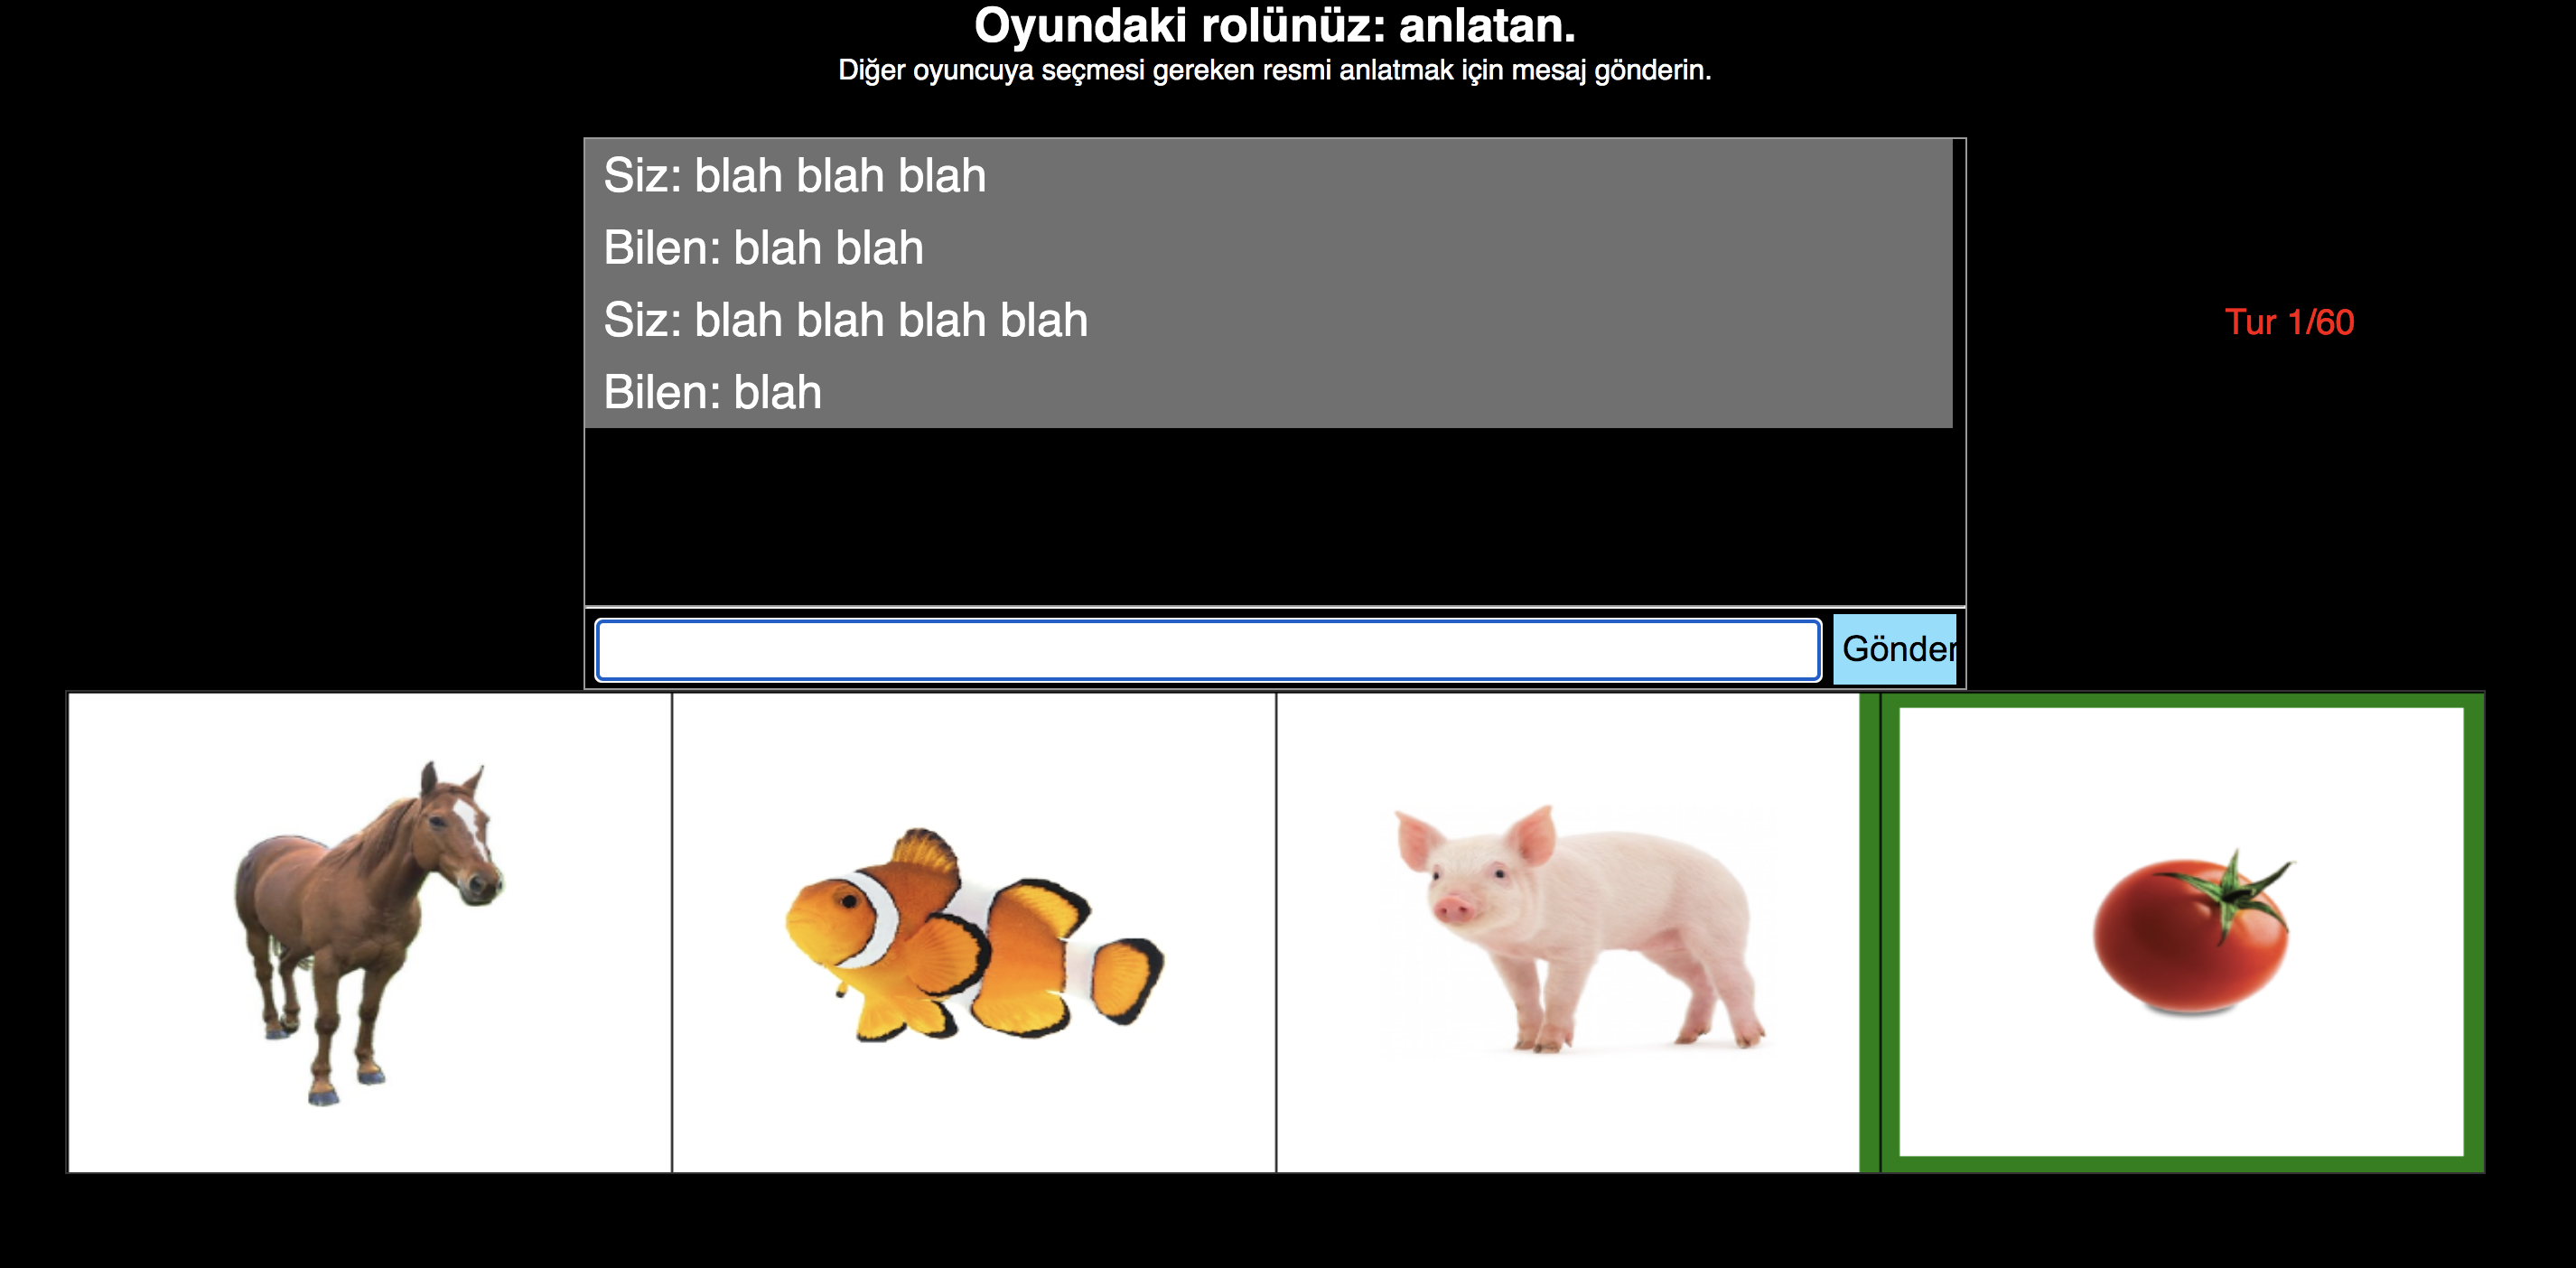 Oyundaki rolünüz: anlatan.
Diğer oyuncuya seçmesi gereken resmi anlatmak için mesaj gönderin.
Siz: blah blah blah
Bilen: blah blah
Siz: blah blah blah blah
Bilen: blah
Tur 1/60
Gönder